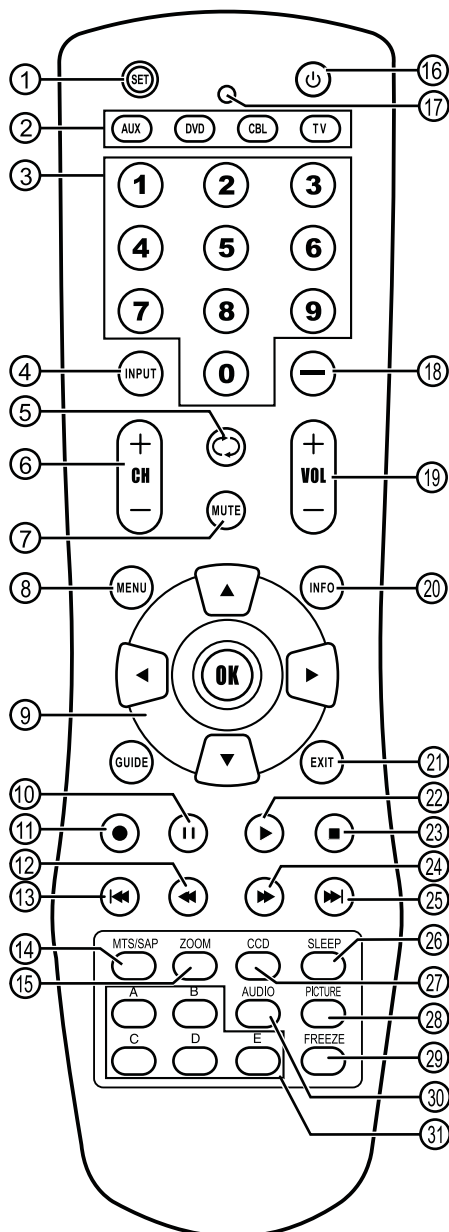 ① SET ⑯
⑰
② AUX DVD CBL TV
③ 1 2 3
4 5 6
7 8 9
④ INPUT 0 — ⑱
⑤
⑥ + CH — + VOL — ⑲
⑦ MUTE
⑧ MENU INFO ⑳
OK
⑨
GUIDE EXIT ㉑
⑩ ㉒
⑪ ㉓
⑫ ㉔
⑬ ㉕
⑭ MTS/SAP ZOOM CCD SLEEP ㉖
⑮ ㉗
A B AUDIO PICTURE ㉘
C D E FREEZE ㉙
㉚
㉛